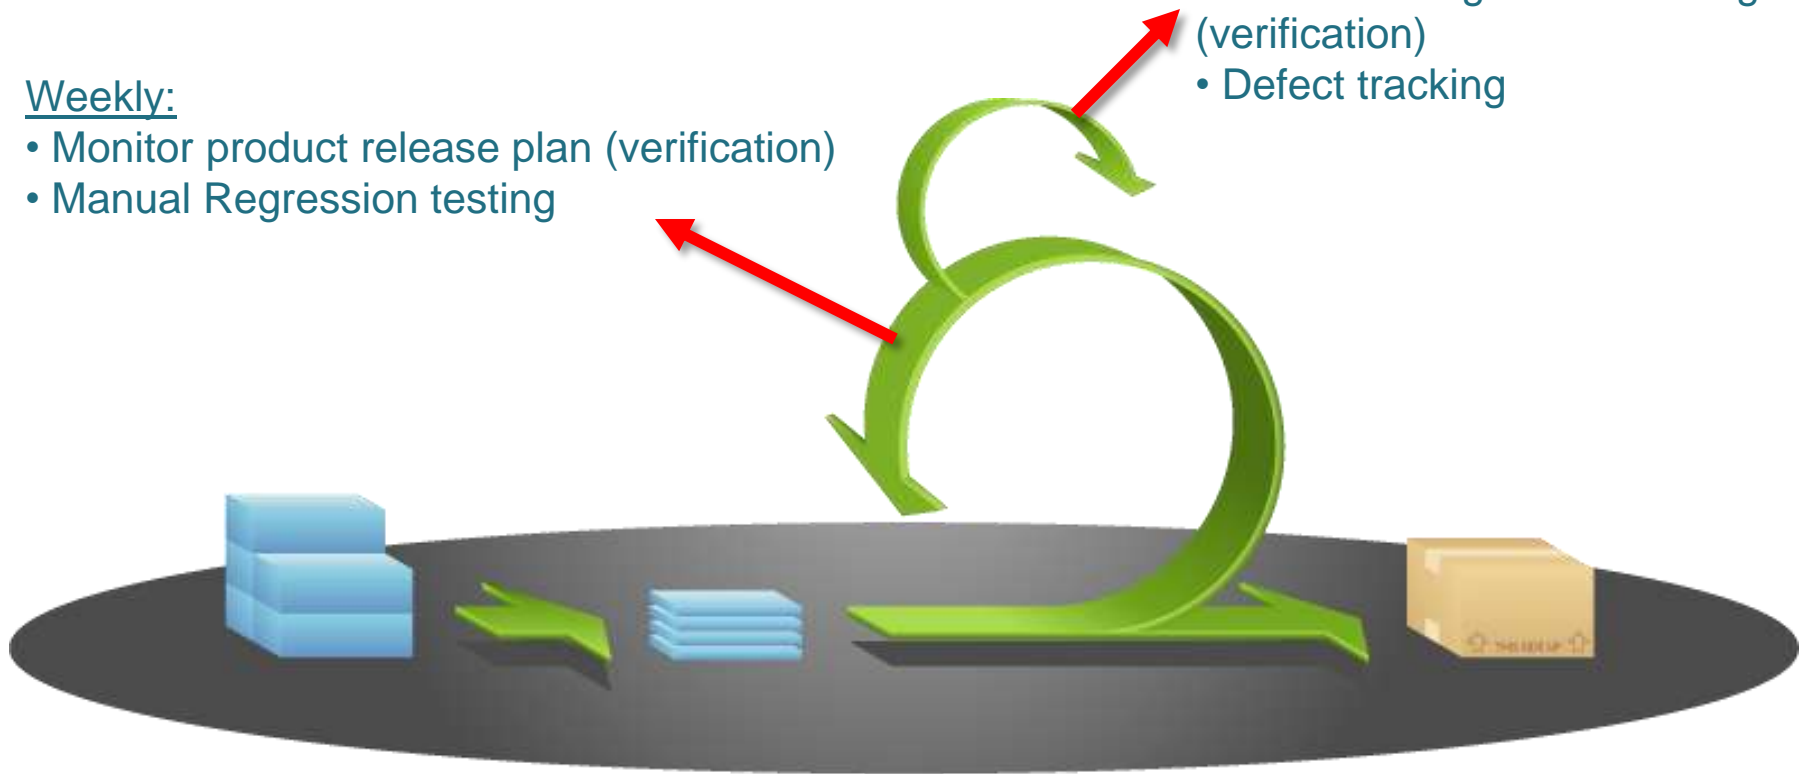 (verification)
• Defect tracking
Weekly:
• Monitor product release plan (verification)
• Manual Regression testing